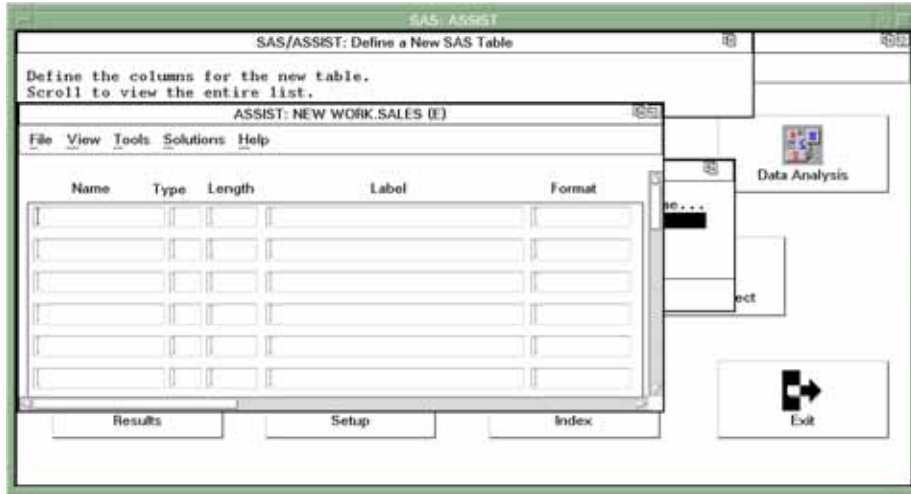 SAS: ASSIST
SAS/ASSIST: Define a New SAS Table
Define the columns for the new table.
Scroll to view the entire list.
ASSIST: NEW WORK.SALES (E)
File View Tools Solutions Help
Name Type Length Label Format
Data Analysis
me...
ect
Results Setup Index Exit